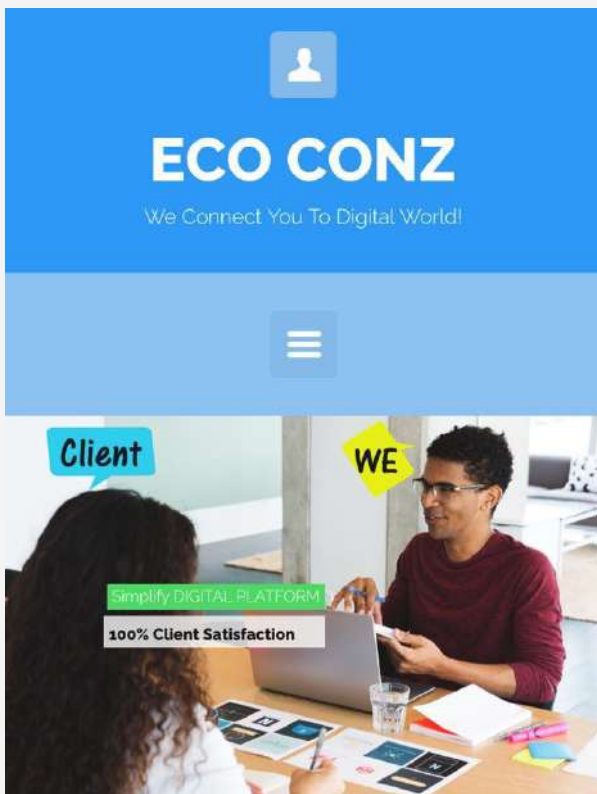 ECO CONZ
We Connect You To Digital World!
Client
WE
Simplify DIGITAL PLATFORM
100% Client Satisfaction